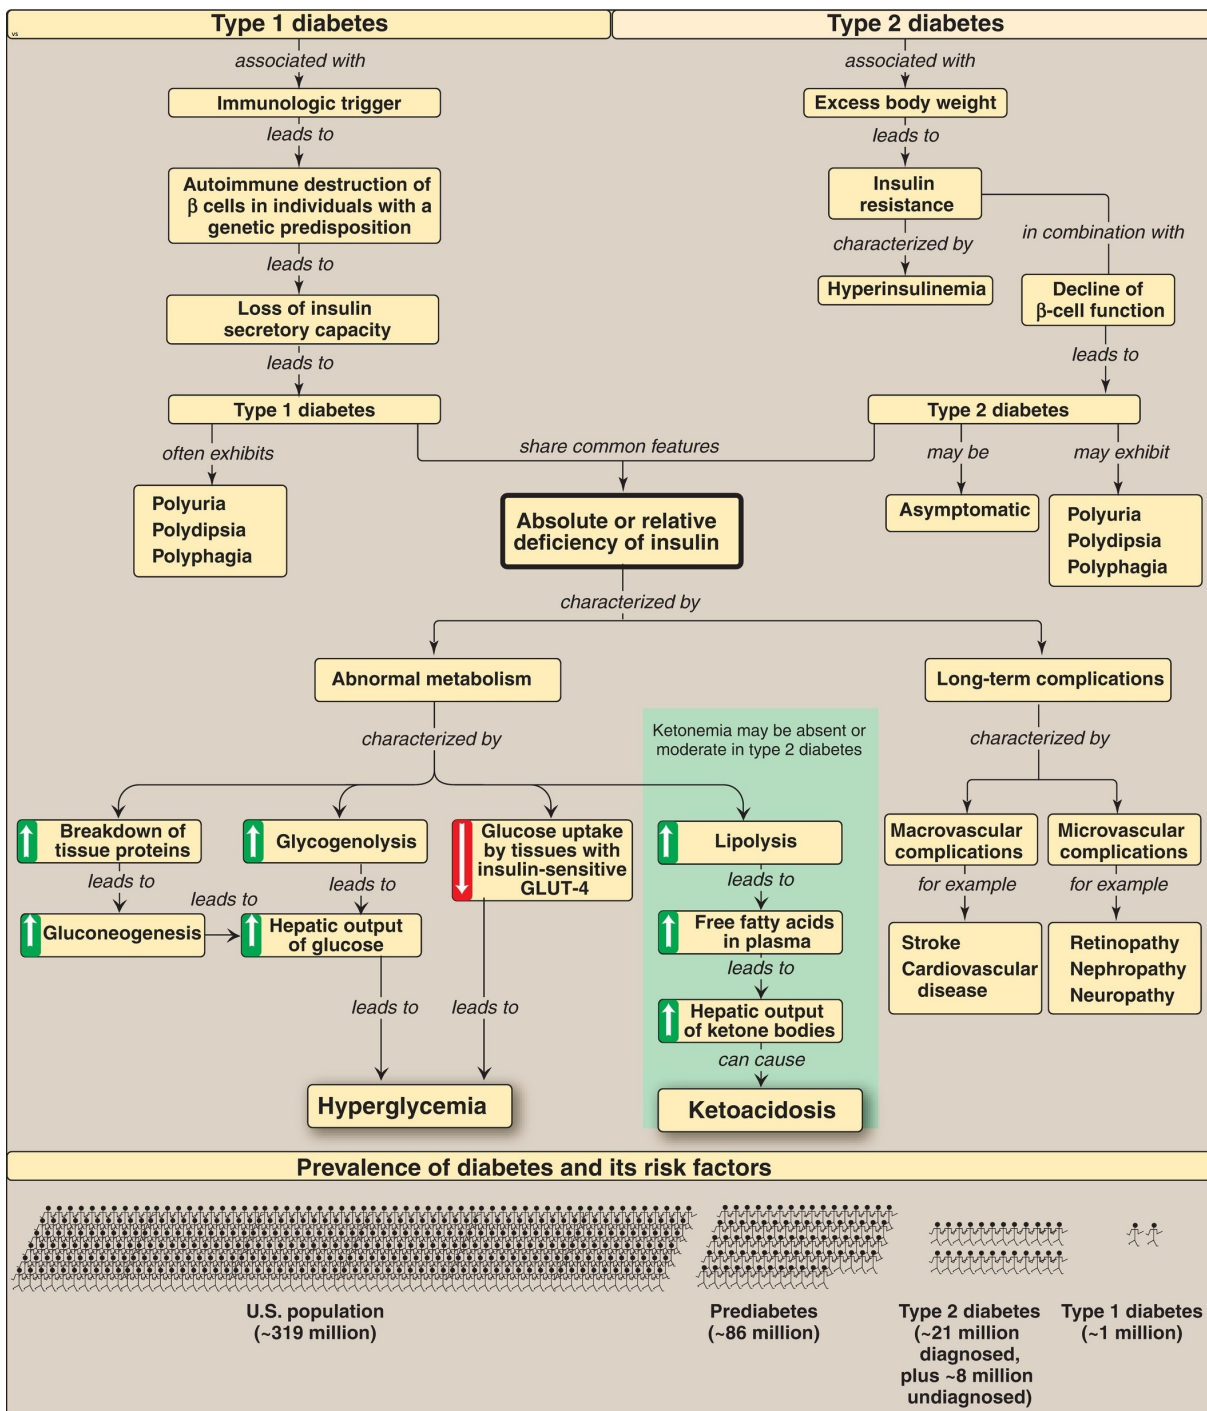 Type 1 diabetes
Type 2 diabetes
vs
associated with
Immunologic trigger
leads to
Autoimmune destruction of
β cells in individuals with a
genetic predisposition
leads to
Loss of insulin
secretory capacity
leads to
Type 1 diabetes
often exhibits
Polyuria
Polydipsia
Polyphagia
associated with
Excess body weight
leads to
Insulin
resistance
characterized by
Hyperinsulinemia
in combination with
Decline of
β-cell function
leads to
Type 2 diabetes
may be
Asymptomatic
may exhibit
Polyuria
Polydipsia
Polyphagia
share common features
Absolute or relative
deficiency of insulin
characterized by
Abnormal metabolism
characterized by
Breakdown of
tissue proteins
leads to
Gluconeogenesis
leads to
Glycogenolysis
leads to
Hepatic output
of glucose
leads to
Glucose uptake
by tissues with
insulin-sensitive
GLUT-4
leads to
Hyperglycemia
Ketonemia may be absent or
moderate in type 2 diabetes
Lipolysis
leads to
Free fatty acids
in plasma
leads to
Hepatic output
of ketone bodies
can cause
Ketoacidosis
Long-term complications
characterized by
Macrovascular
complications
for example
Stroke
Cardiovascular
disease
Microvascular
complications
for example
Retinopathy
Nephropathy
Neuropathy
Prevalence of diabetes and its risk factors
U.S. population
(~319 million)
Prediabetes
(~86 million)
Type 2 diabetes
(~21 million
diagnosed,
plus ~8 million
undiagnosed)
Type 1 diabetes
(~1 million)